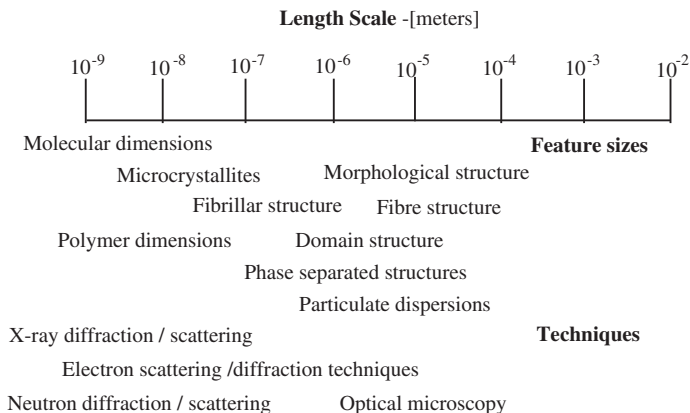 Length Scale -[meters]
10-9 10-8 10-7 10-6 10-5 10-4 10-3 10-2
Molecular dimensions Feature sizes
Microcrystallites Morphological structure
Fibrillar structure Fibre structure
Polymer dimensions Domain structure
Phase separated structures
Particulate dispersions
X-ray diffraction / scattering Techniques
Electron scattering /diffraction techniques
Neutron diffraction / scattering Optical microscopy